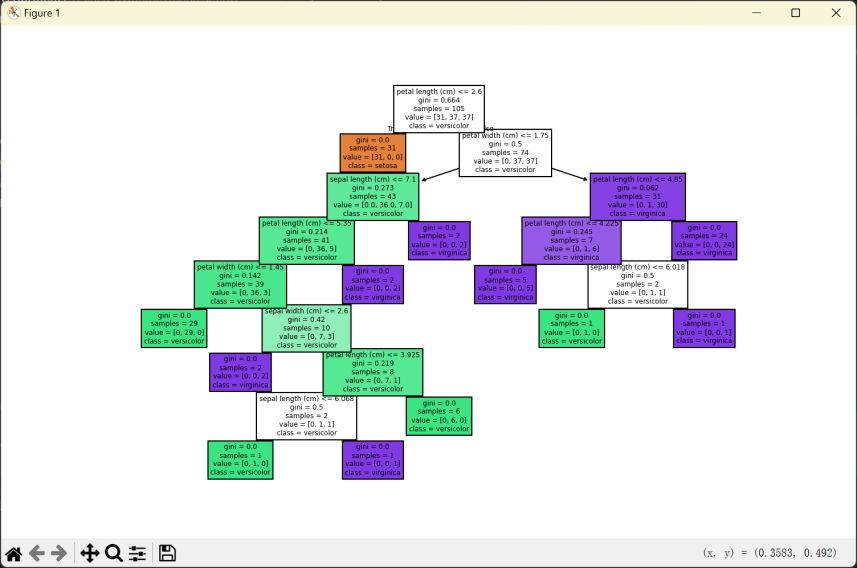 Figure 1
petal length (cm) <= 2.6
gini = 0.664
samples = 105
value = [31, 37, 37]
class = versicolor
gini = 0.0
samples = 31
value = [31, 0, 0]
class = setosa
petal width (cm) <= 1.75
gini = 0.5
samples = 74
value = [0, 37, 37]
class = versicolor
sepal length (cm) <= 7.1
gini = 0.273
samples = 43
value = [0.0, 36.0, 7.0]
class = versicolor
petal length (cm) <= 4.85
gini = 0.062
samples = 31
value = [0, 1, 30]
class = virginica
petal length (cm) <= 5.35
gini = 0.214
samples = 41
value = [0, 36, 5]
class = versicolor
gini = 0.0
samples = 2
value = [0, 0, 2]
class = virginica
petal length (cm) <= 4.225
gini = 0.245
samples = 7
value = [0, 1, 6]
class = virginica
gini = 0.0
samples = 24
value = [0, 0, 24]
class = virginica
petal width (cm) <= 1.45
gini = 0.142
samples = 39
value = [0, 36, 3]
class = versicolor
gini = 0.0
samples = 2
value = [0, 0, 2]
class = virginica
gini = 0.0
samples = 5
value = [0, 0, 5]
class = virginica
sepal length (cm) <= 6.018
gini = 0.5
samples = 2
value = [0, 1, 1]
class = versicolor
gini = 0.0
samples = 29
value = [0, 29, 0]
class = versicolor
sepal width (cm) <= 2.6
gini = 0.42
samples = 10
value = [0, 7, 3]
class = versicolor
gini = 0.0
samples = 1
value = [0, 1, 0]
class = versicolor
gini = 0.0
samples = 1
value = [0, 0, 1]
class = virginica
gini = 0.0
samples = 2
value = [0, 0, 2]
class = virginica
petal length (cm) <= 3.925
gini = 0.219
samples = 8
value = [0, 7, 1]
class = versicolor
sepal length (cm) <= 6.068
gini = 0.5
samples = 2
value = [0, 1, 1]
class = versicolor
gini = 0.0
samples = 6
value = [0, 6, 0]
class = versicolor
gini = 0.0
samples = 1
value = [0, 1, 0]
class = versicolor
gini = 0.0
samples = 1
value = [0, 0, 1]
class = virginica
(x, y) = (0.3583, 0.492)